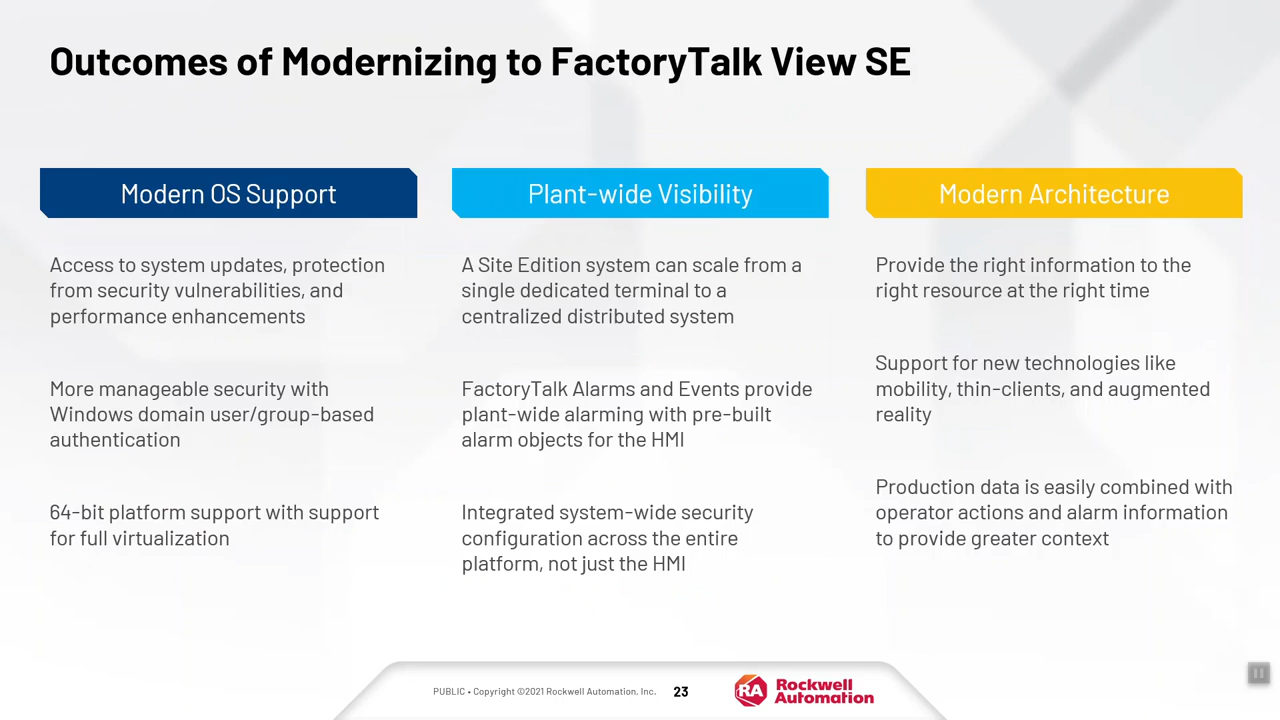 Outcomes of Modernizing to FactoryTalk View SE
Modern OS Support
Access to system updates, protection
from security vulnerabilities, and
performance enhancements
More manageable security with
Windows domain user/group-based
authentication
64-bit platform support with support
for full virtualization
Plant-wide Visibility
A Site Edition system can scale from a
single dedicated terminal to a
centralized distributed system
FactoryTalk Alarms and Events provide
plant-wide alarming with pre-built
alarm objects for the HMI
Integrated system-wide security
configuration across the entire
platform, not just the HMI
Modern Architecture
Provide the right information to the
right resource at the right time
Support for new technologies like
mobility, thin-clients, and augmented
reality
Production data is easily combined with
operator actions and alarm information
to provide greater context
PUBLIC • Copyright ©2021 Rockwell Automation, Inc. 23
RA Rockwell
Automation